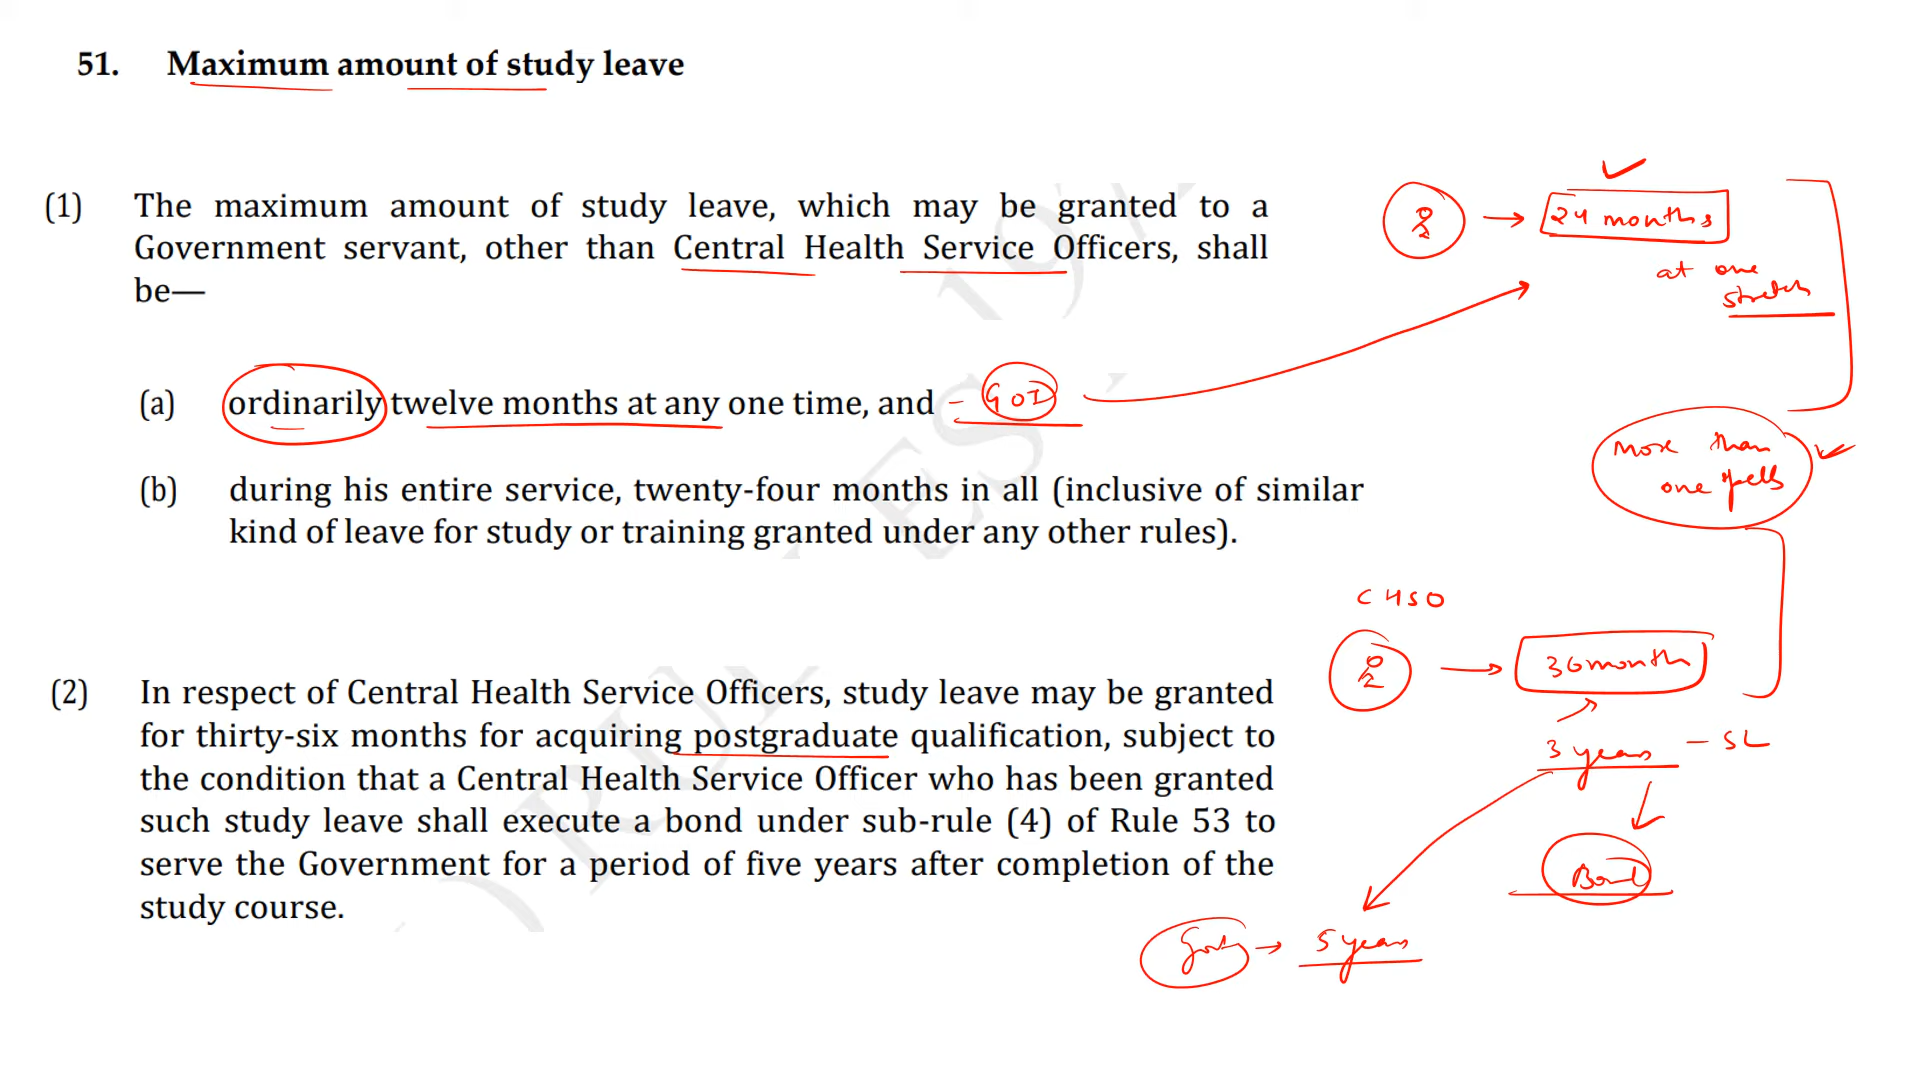 51. Maximum amount of study leave
(1) The maximum amount of study leave, which may be granted to a
Government servant, other than Central Health Service Officers, shall
be—
(a) ordinarily twelve months at any one time, and - GOI
(b) during his entire service, twenty-four months in all (inclusive of similar
kind of leave for study or training granted under any other rules).
(2) In respect of Central Health Service Officers, study leave may be granted
for thirty-six months for acquiring postgraduate qualification, subject to
the condition that a Central Health Service Officer who has been granted
such study leave shall execute a bond under sub-rule (4) of Rule 53 to
serve the Government for a period of five years after completion of the
study course.
24 months
at one
stretch
more than
one spells
CHSO
36 month
3 years - SL
Bond
5 years